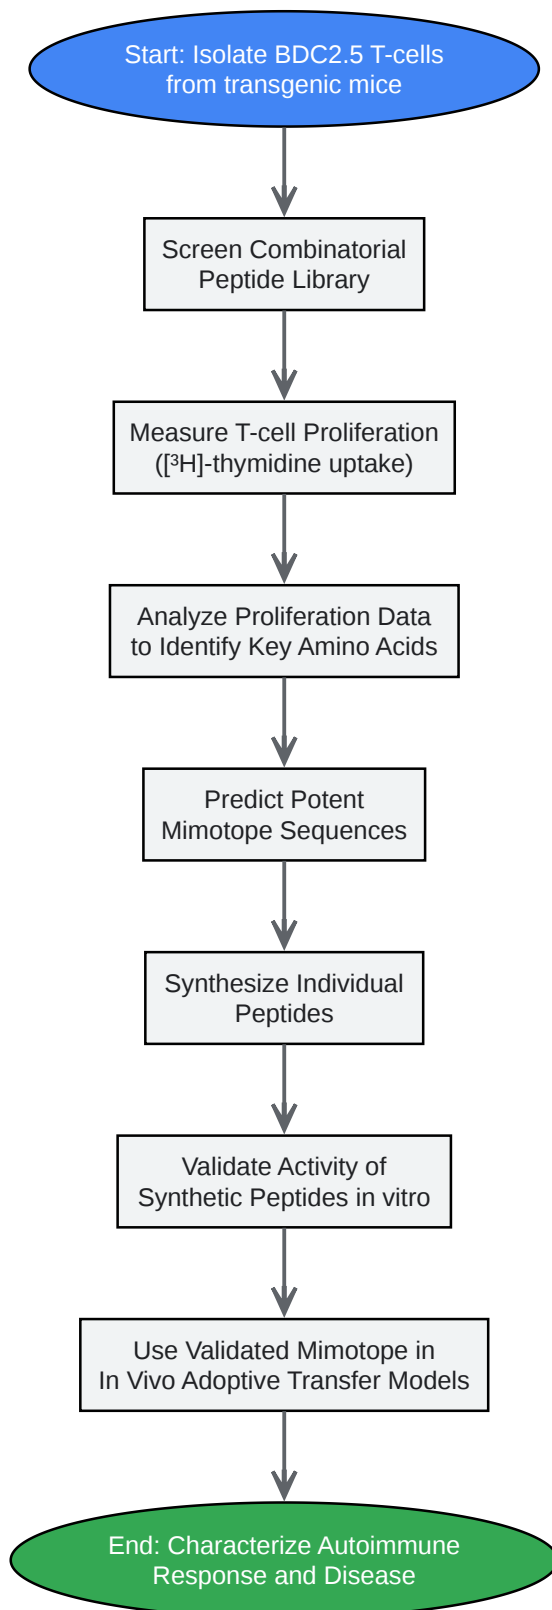 Start: Isolate BDC2.5 T-cells
from transgenic mice
Screen Combinatorial
Peptide Library
Measure T-cell Proliferation
([³H]-thymidine uptake)
Analyze Proliferation Data
to Identify Key Amino Acids
Predict Potent
Mimotope Sequences
Synthesize Individual
Peptides
Validate Activity of
Synthetic Peptides in vitro
Use Validated Mimotope in
In Vivo Adoptive Transfer Models
End: Characterize Autoimmune
Response and Disease